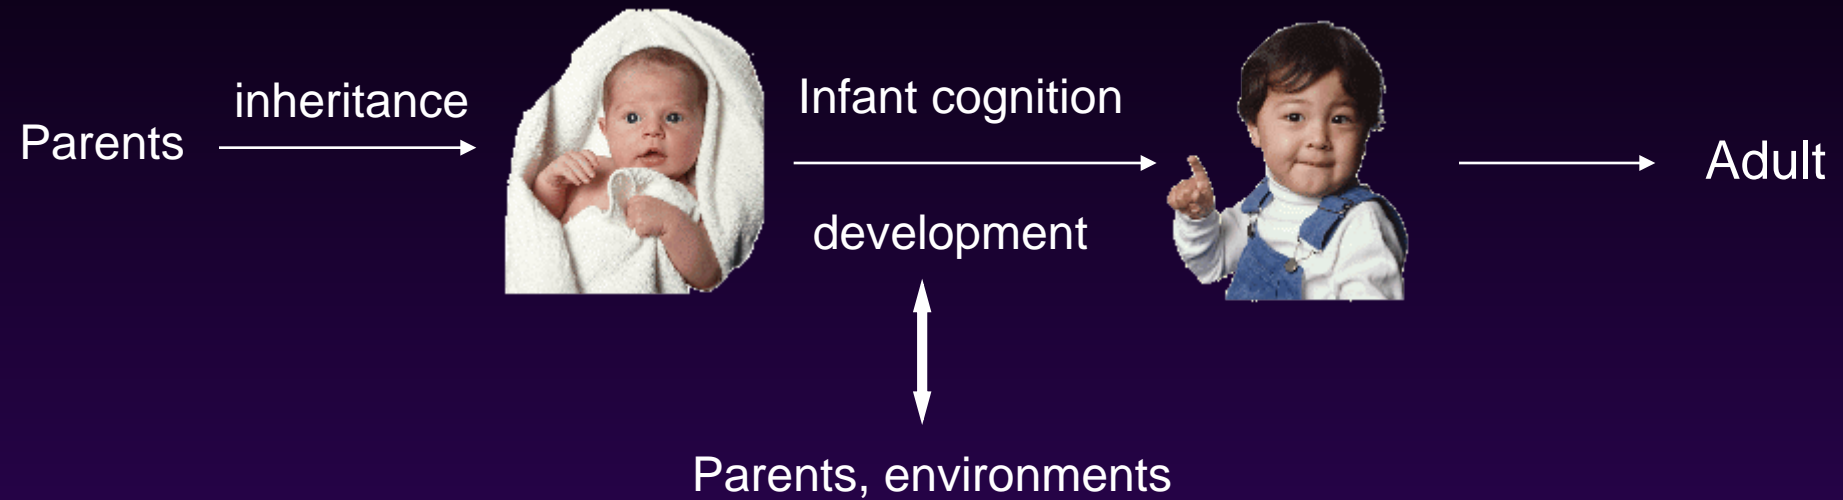 Parents
inheritance
Infant cognition
development
Adult
Parents, environments